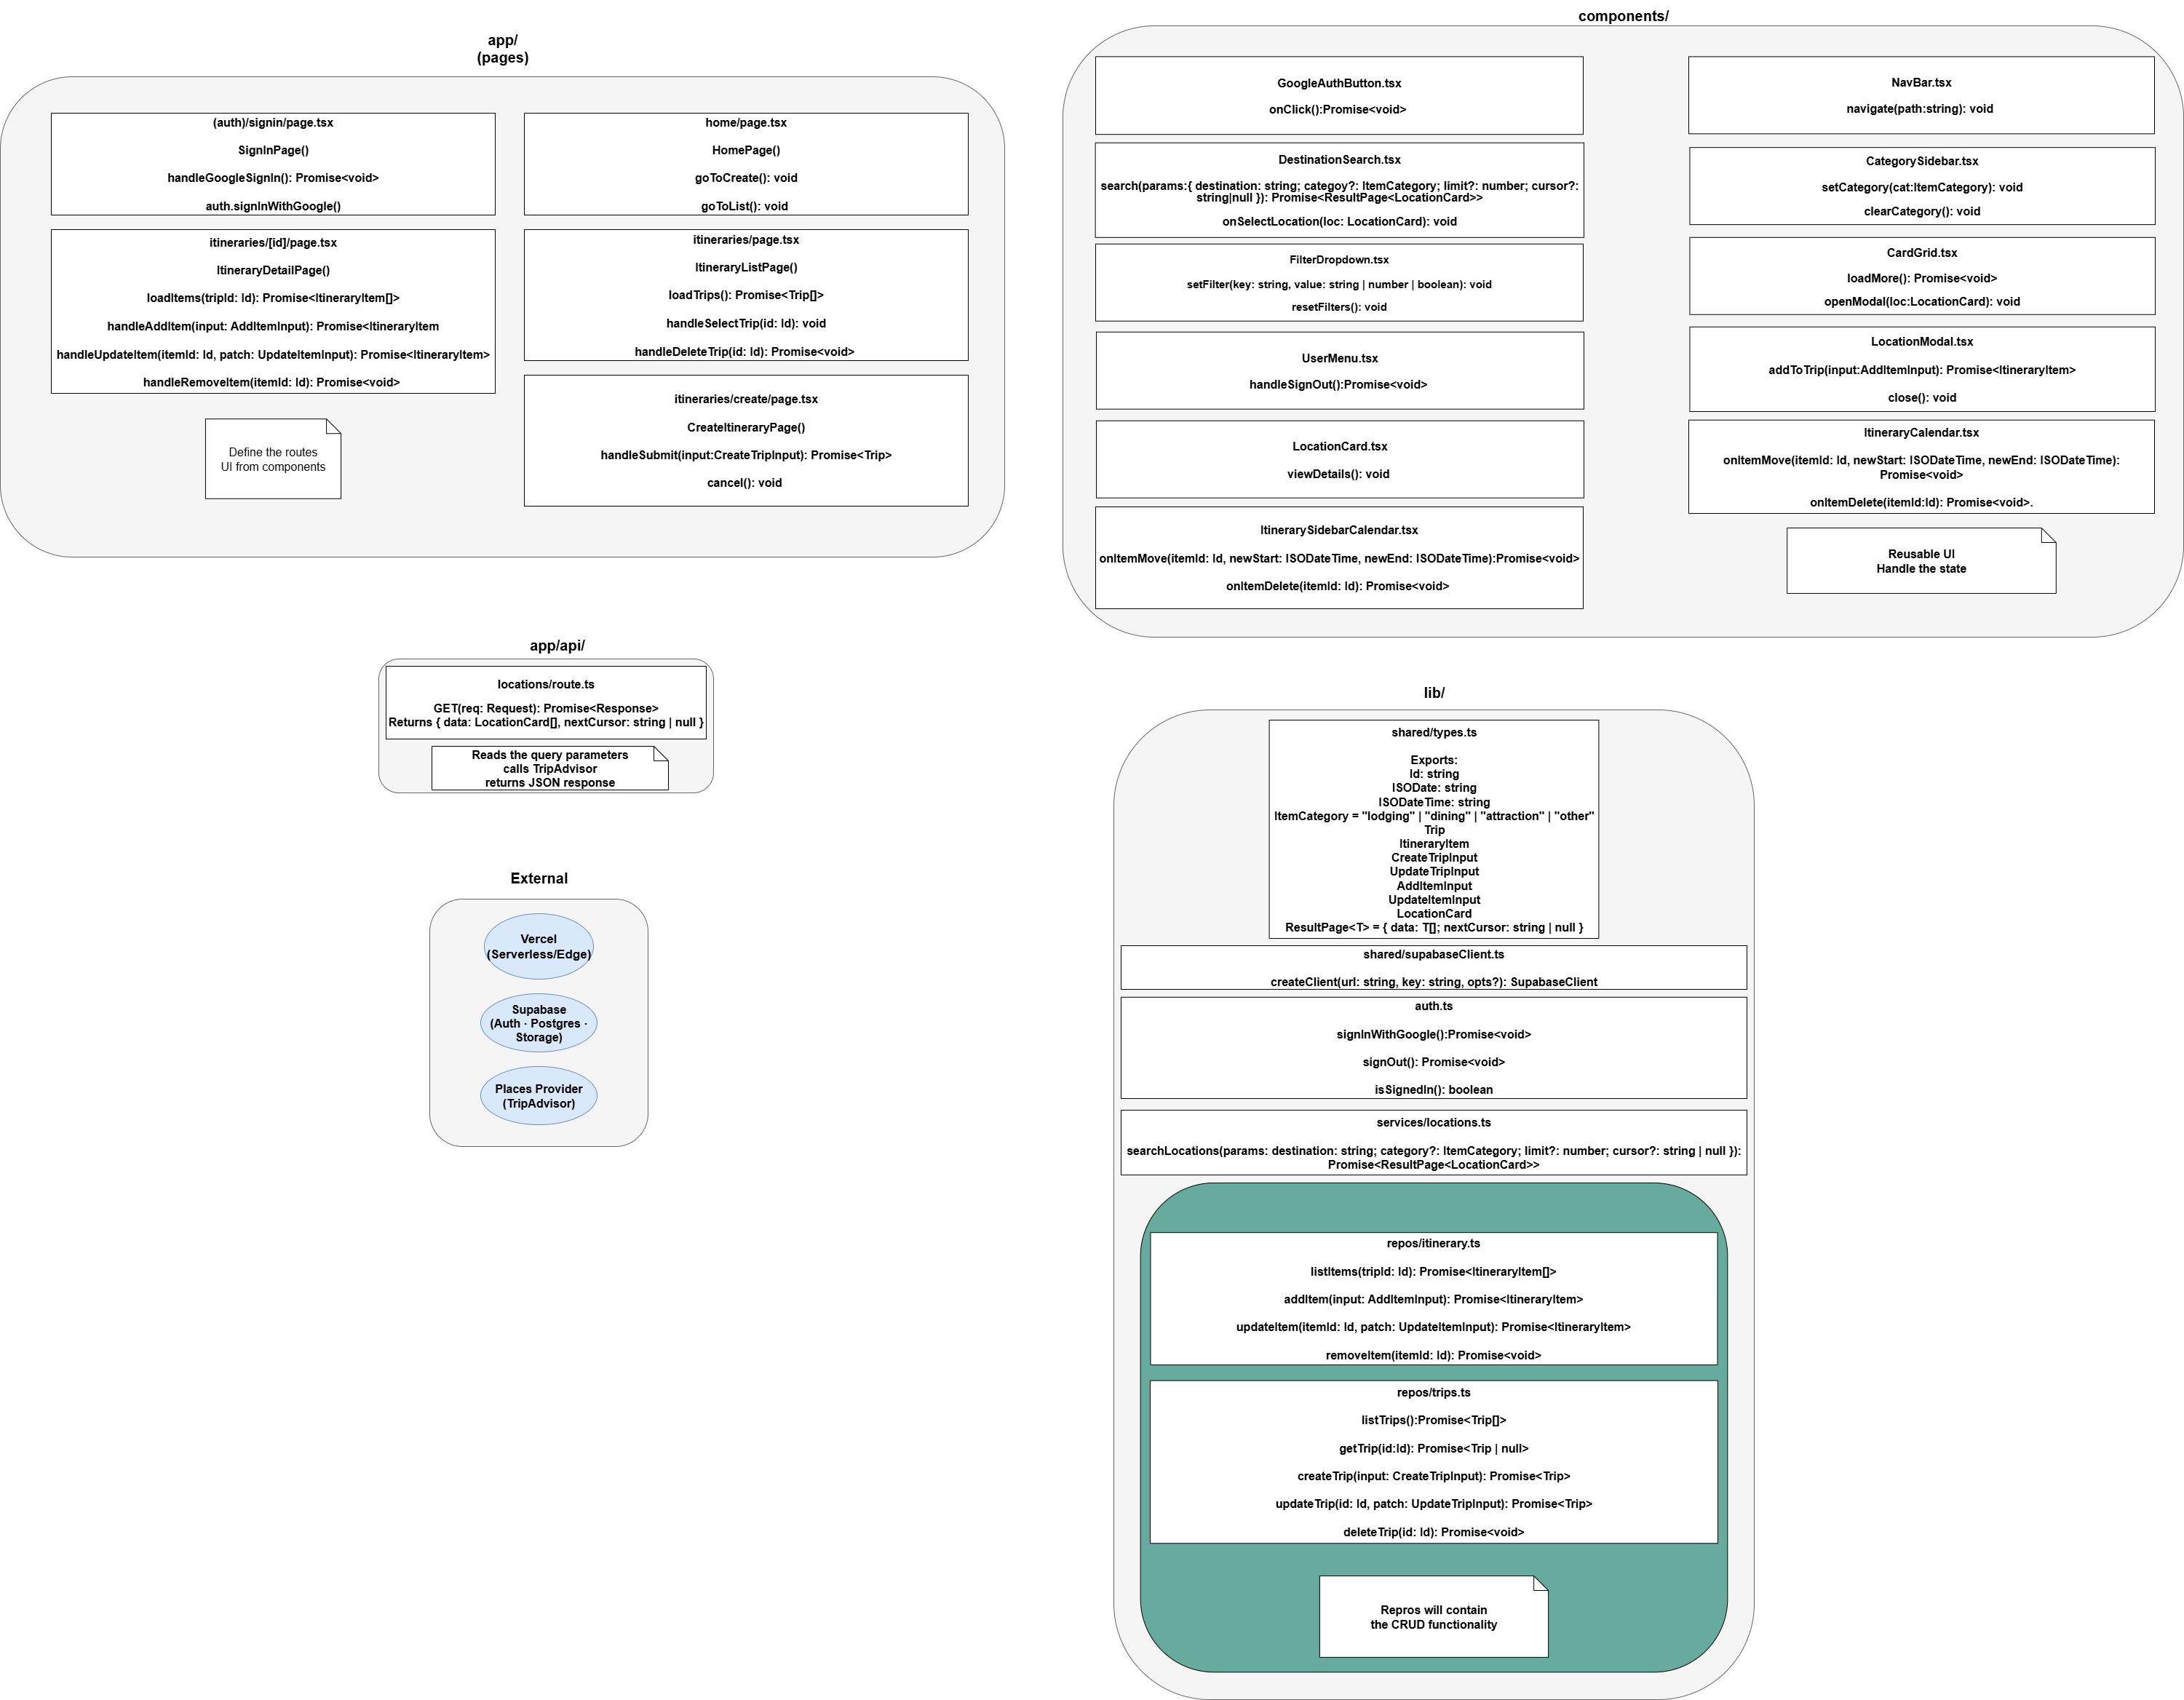 app/
(pages)
(auth)/signin/page.tsx
SignInPage()
handleGoogleSignIn(): Promise<void>
auth.signInWithGoogle()
home/page.tsx
HomePage()
goToCreate(): void
goToList(): void
itineraries/[id]/page.tsx
ItineraryDetailPage()
loadItems(tripId: Id): Promise<ItineraryItem[]>
handleAddItem(input: AddItemInput): Promise<ItineraryItem
handleUpdateItem(itemId: Id, patch: UpdateItemInput): Promise<ItineraryItem>
handleRemoveItem(itemId: Id): Promise<void>
itineraries/page.tsx
ItineraryListPage()
loadTrips(): Promise<Trip[]>
handleSelectTrip(id: Id): void
handleDeleteTrip(id: Id): Promise<void>
itineraries/create/page.tsx
CreateItineraryPage()
handleSubmit(input:CreateTripInput): Promise<Trip>
cancel(): void
Define the routes
UI from components
components/
GoogleAuthButton.tsx
onClick():Promise<void>
DestinationSearch.tsx
search(params:{ destination: string; categoy?: ItemCategory; limit?: number; cursor?:
string|null }): Promise<ResultPage<LocationCard>>
onSelectLocation(loc: LocationCard): void
FilterDropdown.tsx
setFilter(key: string, value: string | number | boolean): void
resetFilters(): void
UserMenu.tsx
handleSignOut():Promise<void>
LocationCard.tsx
viewDetails(): void
ItinerarySidebarCalendar.tsx
onItemMove(itemId: Id, newStart: ISODateTime, newEnd: ISODateTime):Promise<void>
onItemDelete(itemId: Id): Promise<void>
NavBar.tsx
navigate(path:string): void
CategorySidebar.tsx
setCategory(cat:ItemCategory): void
clearCategory(): void
CardGrid.tsx
loadMore(): Promise<void>
openModal(loc:LocationCard): void
LocationModal.tsx
addToTrip(input:AddItemInput): Promise<ItineraryItem>
close(): void
ItineraryCalendar.tsx
onItemMove(itemId: Id, newStart: ISODateTime, newEnd: ISODateTime):
Promise<void>
onItemDelete(itemId:Id): Promise<void>.
Reusable UI
Handle the state
app/api/
locations/route.ts
GET(req: Request): Promise<Response>
Returns { data: LocationCard[], nextCursor: string | null }
Reads the query parameters
calls TripAdvisor
returns JSON response
External
Vercel
(Serverless/Edge)
Supabase
(Auth · Postgres ·
Storage)
Places Provider
(TripAdvisor)
lib/
shared/types.ts
Exports:
Id: string
ISODate: string
ISODateTime: string
ItemCategory = "lodging" | "dining" | "attraction" | "other"
Trip
ItineraryItem
CreateTripInput
UpdateTripInput
AddItemInput
UpdateItemInput
LocationCard
ResultPage<T> = { data: T[]; nextCursor: string | null }
shared/supabaseClient.ts
createClient(url: string, key: string, opts?): SupabaseClient
auth.ts
signInWithGoogle():Promise<void>
signOut(): Promise<void>
isSignedIn(): boolean
services/locations.ts
searchLocations(params: destination: string; category?: ItemCategory; limit?: number; cursor?: string | null }):
Promise<ResultPage<LocationCard>>
repos/itinerary.ts
listItems(tripId: Id): Promise<ItineraryItem[]>
addItem(input: AddItemInput): Promise<ItineraryItem>
updateItem(itemId: Id, patch: UpdateItemInput): Promise<ItineraryItem>
removeItem(itemId: Id): Promise<void>
repos/trips.ts
listTrips():Promise<Trip[]>
getTrip(id:Id): Promise<Trip | null>
createTrip(input: CreateTripInput): Promise<Trip>
updateTrip(id: Id, patch: UpdateTripInput): Promise<Trip>
deleteTrip(id: Id): Promise<void>
Repros will contain
the CRUD functionality